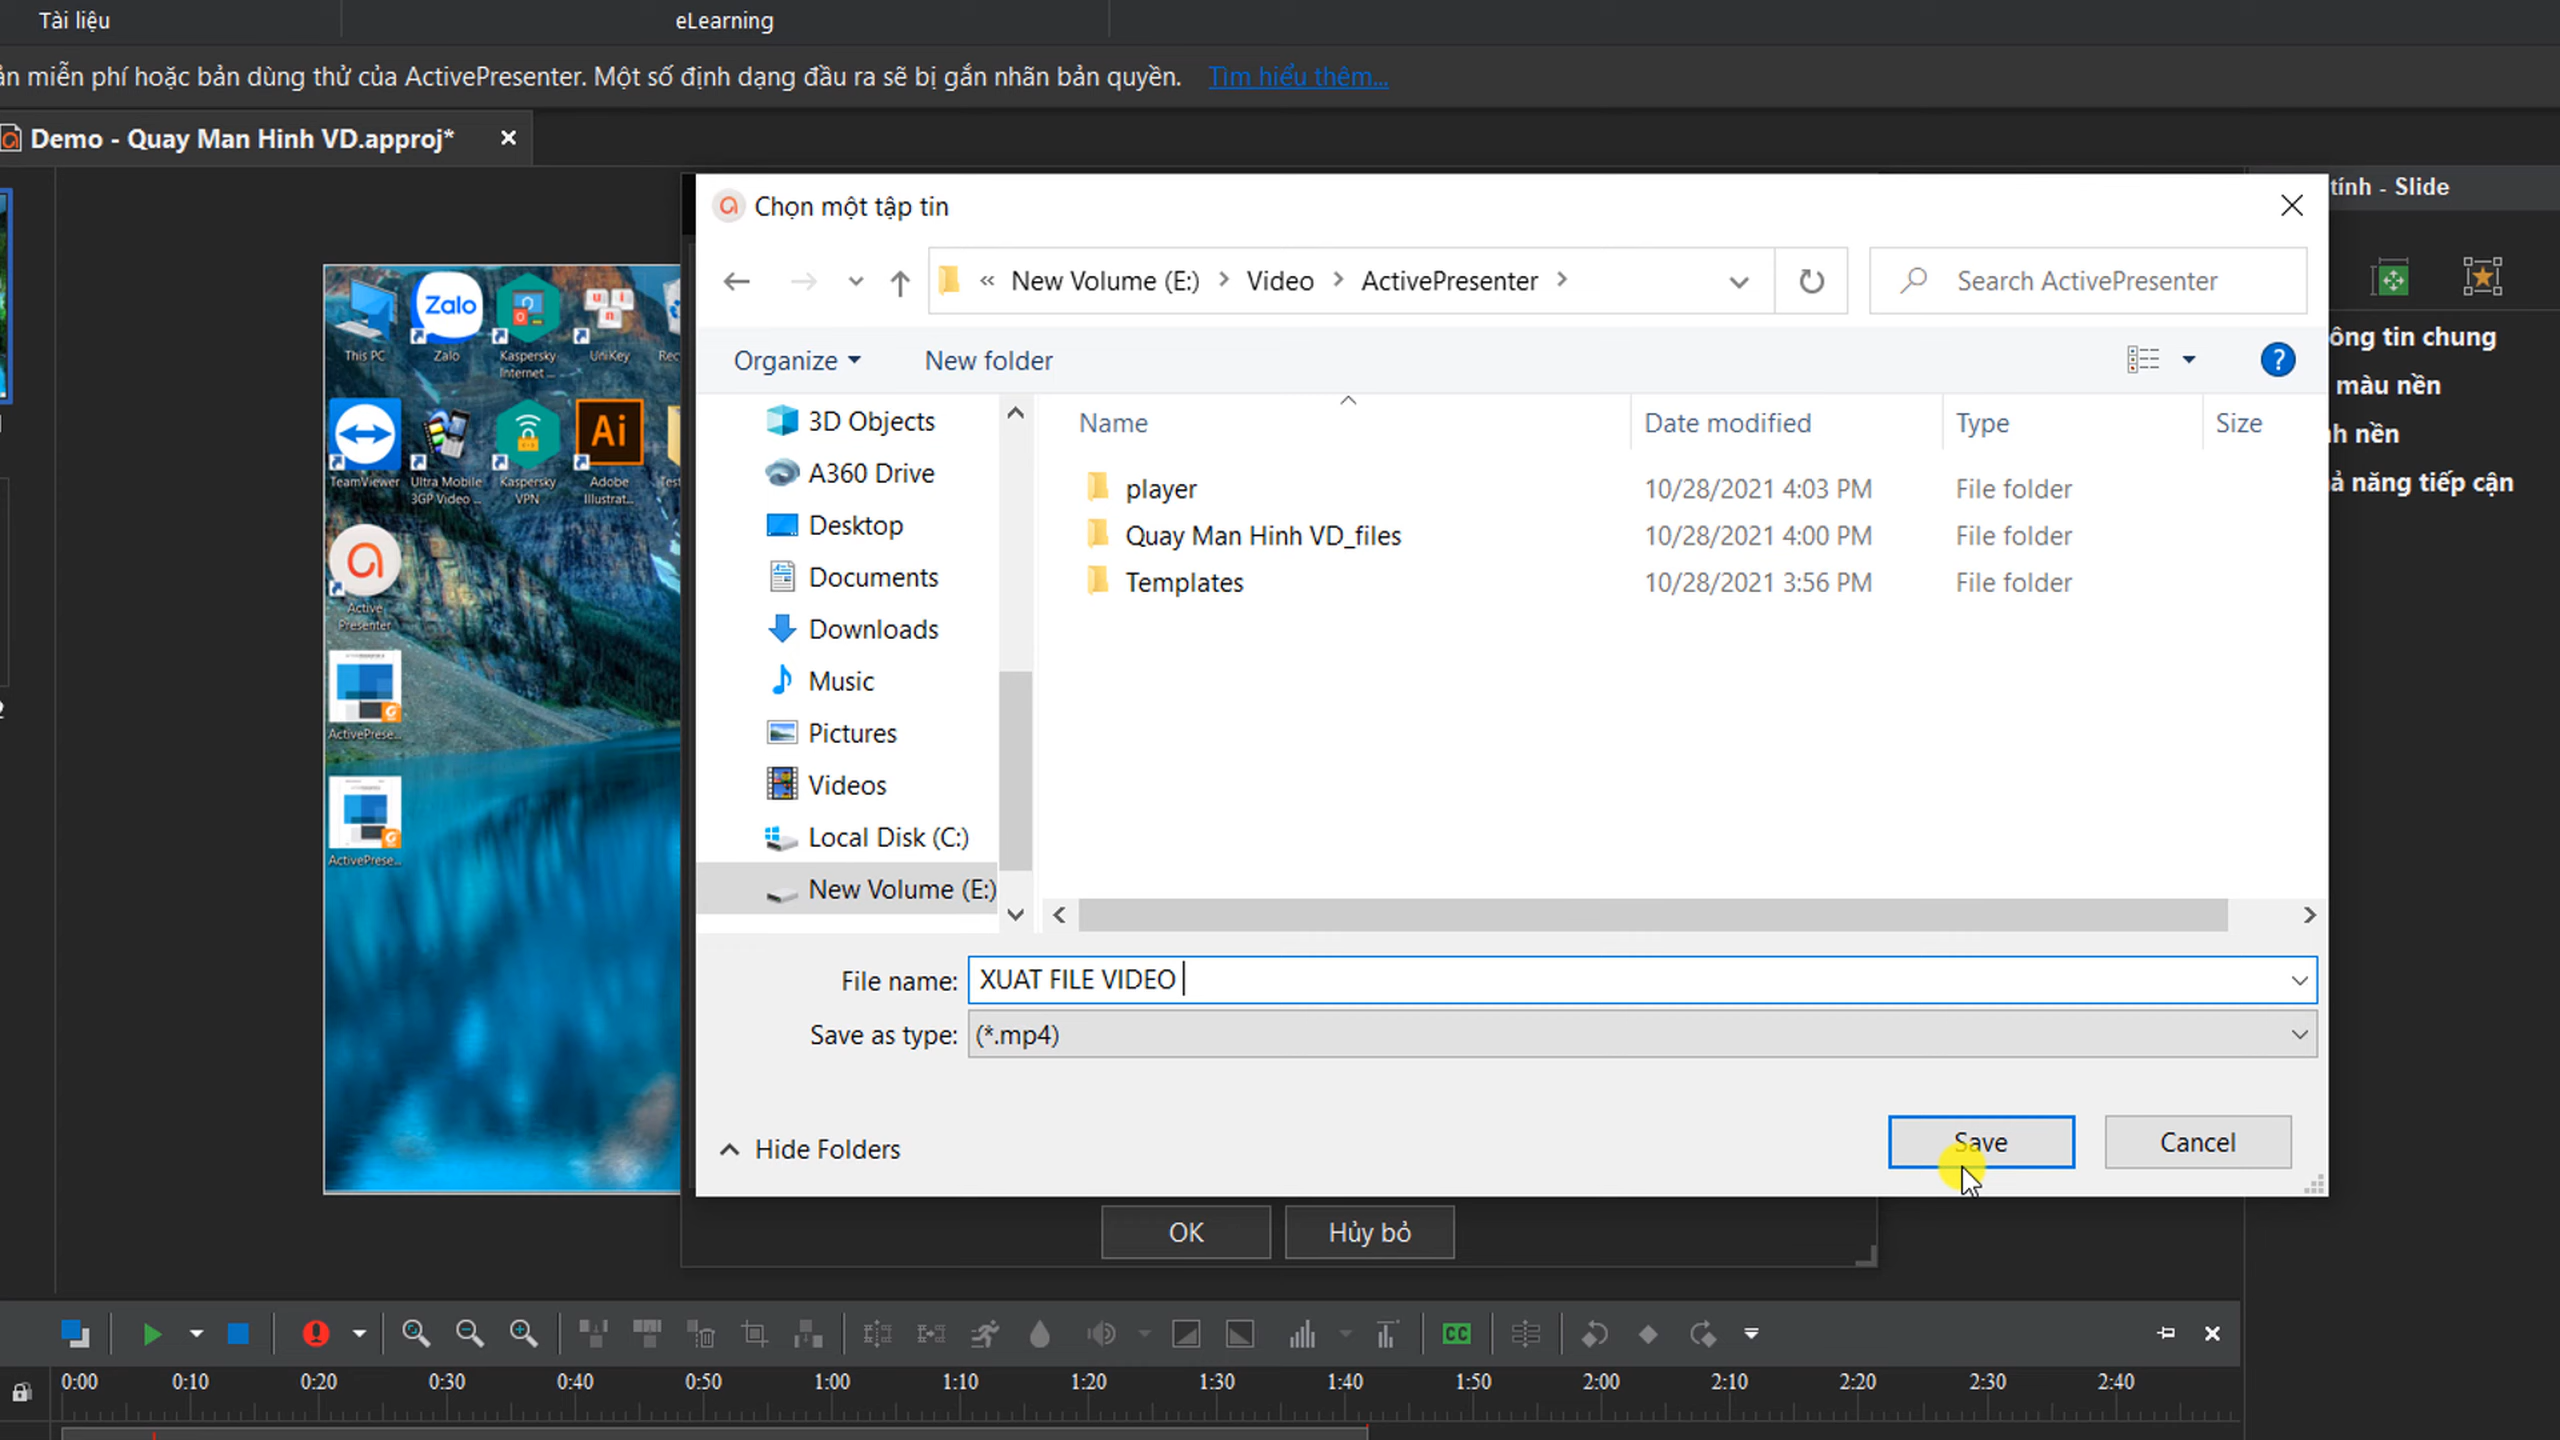 Tài liệu
eLearning
ản miễn phí hoặc bản dùng thử của ActivePresenter. Một số định dạng đầu ra sẽ bị gắn nhãn bản quyền. Tìm hiểu thêm...
Demo - Quay Man Hinh VD.approj*
Chọn một tập tin
tính - Slide
« New Volume (E:) > Video > ActivePresenter >
Search ActivePresenter
Organize
New folder
ông tin chung
màu nền
nh nền
ả năng tiếp cận
Name
Date modified
Type
Size
player 10/28/2021 4:03 PM File folder
Quay Man Hinh VD_files 10/28/2021 4:00 PM File folder
Templates 10/28/2021 3:56 PM File folder
3D Objects
A360 Drive
Desktop
Documents
Downloads
Music
Pictures
Videos
Local Disk (C:)
New Volume (E:)
Zalo
This PC
Zalo
Kaspersky Internet ...
UniKey
Rec
Ai
TeamViewer
Ultra Mobile 3GP Video ...
Kaspersky VPN
Adobe Illustrat...
Test
Active Presenter
ActivePrese...
ActivePrese...
File name: XUAT FILE VIDEO
Save as type: (*.mp4)
Hide Folders
Save
Cancel
OK
Hủy bỏ
2
CC
0:00 0:10 0:20 0:30 0:40 0:50 1:00 1:10 1:20 1:30 1:40 1:50 2:00 2:10 2:20 2:30 2:40